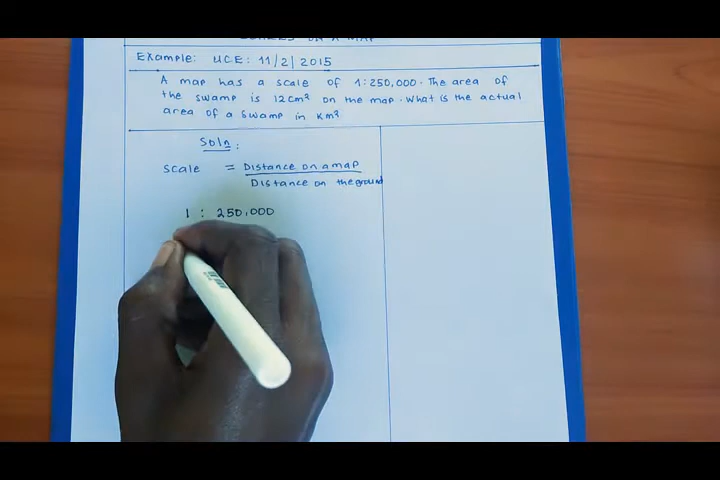 Example: UCE: 11/2/2015
A map has a scale of 1:250,000. The area of
the swamp is 12cm² on the map. What is the actual
area of a swamp in Km²
Soln:
Scale = Distance on a map
Distance on the ground
1 : 250,000